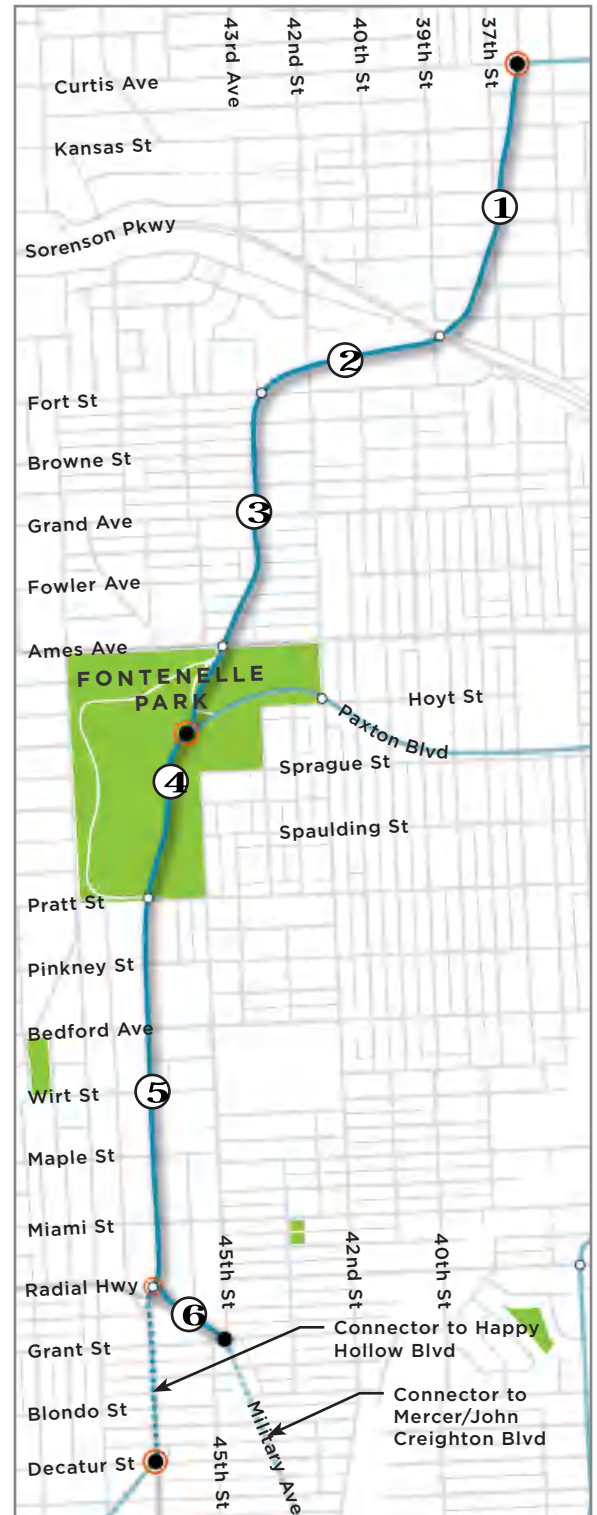 43rd Ave
42nd St
40th St
39th St
37th St
Curtis Ave
Kansas St
1
Sorenson Pkwy
2
Fort St
Browne St
3
Grand Ave
Fowler Ave
Ames Ave
FONTENELLE
PARK
Hoyt St
Paxton Blvd
Sprague St
4
Spaulding St
Pratt St
Pinkney St
Bedford Ave
5
Wirt St
Maple St
Miami St
45th St
42nd St
40th St
Radial Hwy
6
Connector to Happy
Hollow Blvd
Grant St
Connector to
Mercer/John
Creighton Blvd
Blondo St
Military Ave
45th St
Decatur St